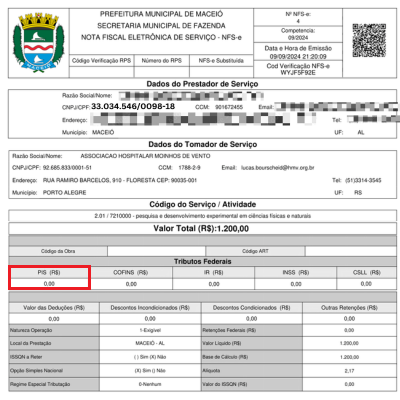 PREFEITURA MUNICIPAL DE MACEIÓ
SECRETARIA MUNICIPAL DE FAZENDA
NOTA FISCAL ELETRÔNICA DE SERVIÇO - NFS-e
Nº NFS-e:
4
Competência:
09/2024
Data e Hora de Emissão
09/09/2024 21:20:09
Cod Verificação NFS-e
WYJF5F92E
Código Verificação RPS Número do RPS NFS-e Substituída
MACEIÓ
Dados do Prestador de Serviço
Razão Social/Nome:
CNPJ/CPF: 33.034.546/0098-18 CCM: 901672455 Email:
Endereço: Tel:
Município: MACEIÓ UF: AL
Dados do Tomador de Serviço
Razão Social/Nome: ASSOCIACAO HOSPITALAR MOINHOS DE VENTO
CNPJ/CPF: 92.685.833/0001-51 CCM: 1788-2-9 Email: lucas.bourscheid@hmv.org.br
Endereço: RUA RAMIRO BARCELOS, 910 - FLORESTA CEP: 90035-001 Tel: (51)3314-3545
Município: PORTO ALEGRE UF: RS
Código do Serviço / Atividade
2.01 / 7210000 - pesquisa e desenvolvimento experimental em ciências físicas e naturais
Valor Total (R$):1.200,00
Código da Obra Código ART
Tributos Federais
PIS (R$) COFINS (R$) IR (R$) INSS (R$) CSLL (R$)
0,00 0,00 0,00 0,00 0,00
Valor das Deduções (R$) Descontos Incondicionados (R$) Descontos Condicionados (R$) Outras Retenções (R$)
0,00 0,00 0,00 0,00
Natureza Operação 1-Exigível Retenções Federais (R$) 0,00
Local da Prestação MACEIO - AL Valor Líquido (R$) 1.200,00
ISSQN a Reter ( ) Sim (X) Não Base de Cálculo (R$) 1.200,00
Opção Simples Nacional (X) Sim ( ) Não Alíquota 2,17
Regime Especial Tributação 0-Nenhum Valor do ISSQN (R$) 0,00